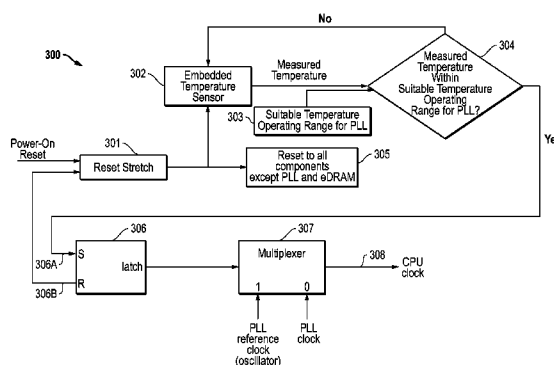 No
300
304
302
Embedded
Temperature
Sensor
Measured
Temperature
Measured
Temperature
Within
Suitable Temperature
Operating
Range for PLL?
303
Suitable Temperature
Operating Range for PLL
Ye
Power-On
Reset
301
Reset Stretch
305
Reset to all
components
except PLL and eDRAM
306
307
306A
S
latch
306B
R
Multiplexer
308
CPU
clock
1
0
PLL
reference
clock
(oscillator)
PLL
clock